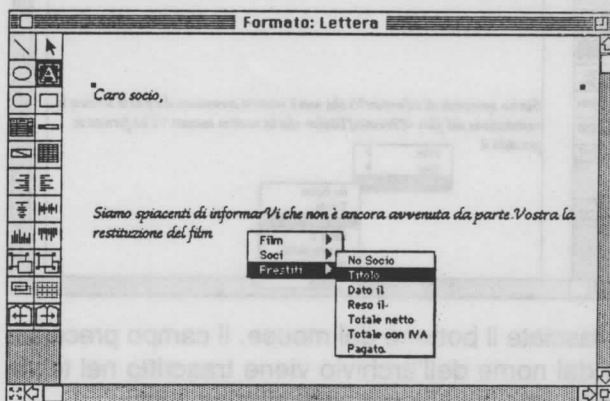 Formato: Lettera
A
Caro socio,
Siamo spiacenti di informarVi che non è ancora avvenuta da parte Vostra la
restituzione del film
Film
Soci
Prestiti
No Socio
Titolo
Dato il
Reso il
Totale netto
Totale con IVA
Pagato
lasciate il bottone del mouse, il campo
dal nome dell'archivio viene trascritto nel